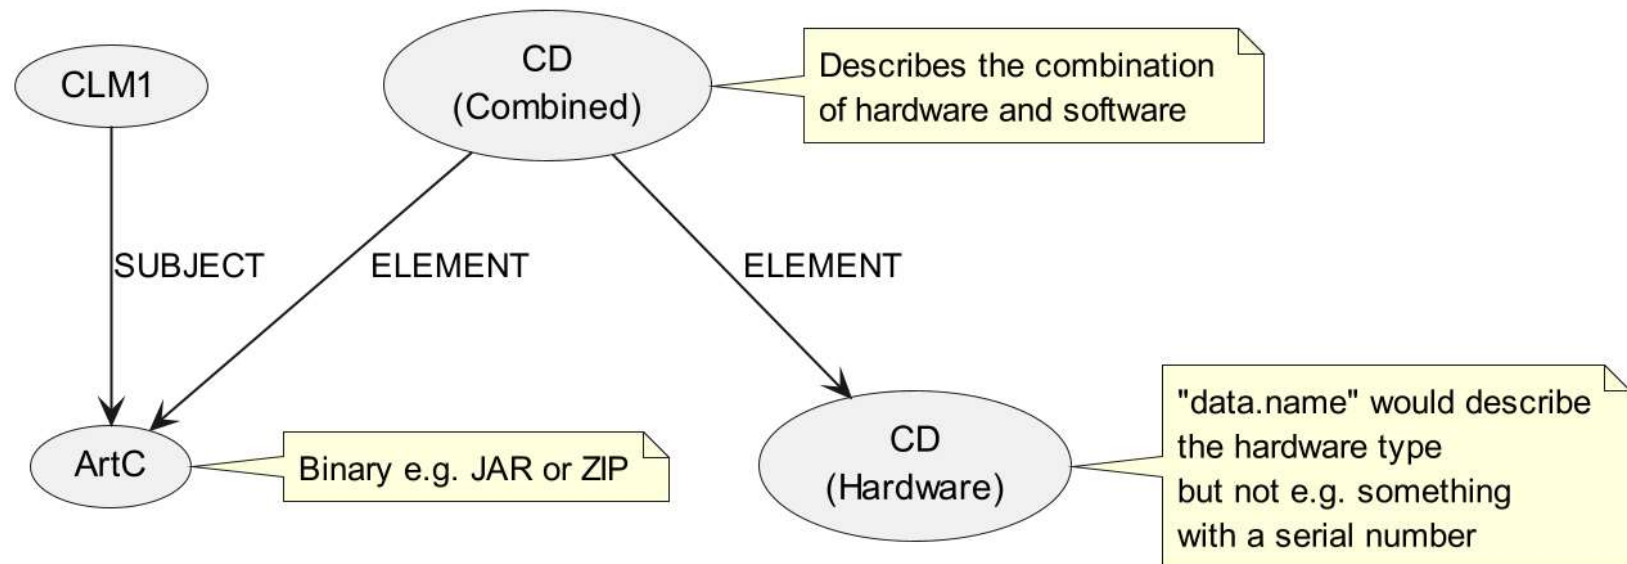 CLM1
CD
(Combined)
Describes the combination
of hardware and software
SUBJECT
ELEMENT
ELEMENT
ArtC
Binary e.g. JAR or ZIP
CD
(Hardware)
"data.name" would describe
the hardware type
but not e.g. something
with a serial number